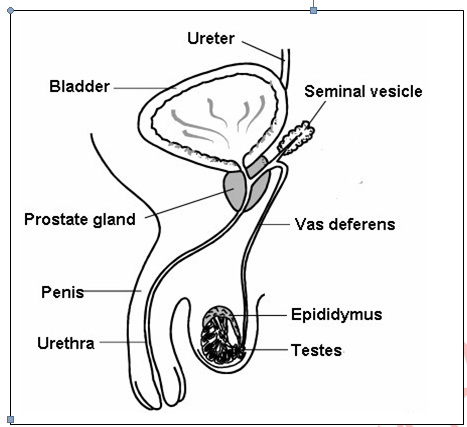 Ureter
Bladder
Seminal vesicle
Prostate gland
Vas deferens
Penis
Epididymus
Urethra
Testes